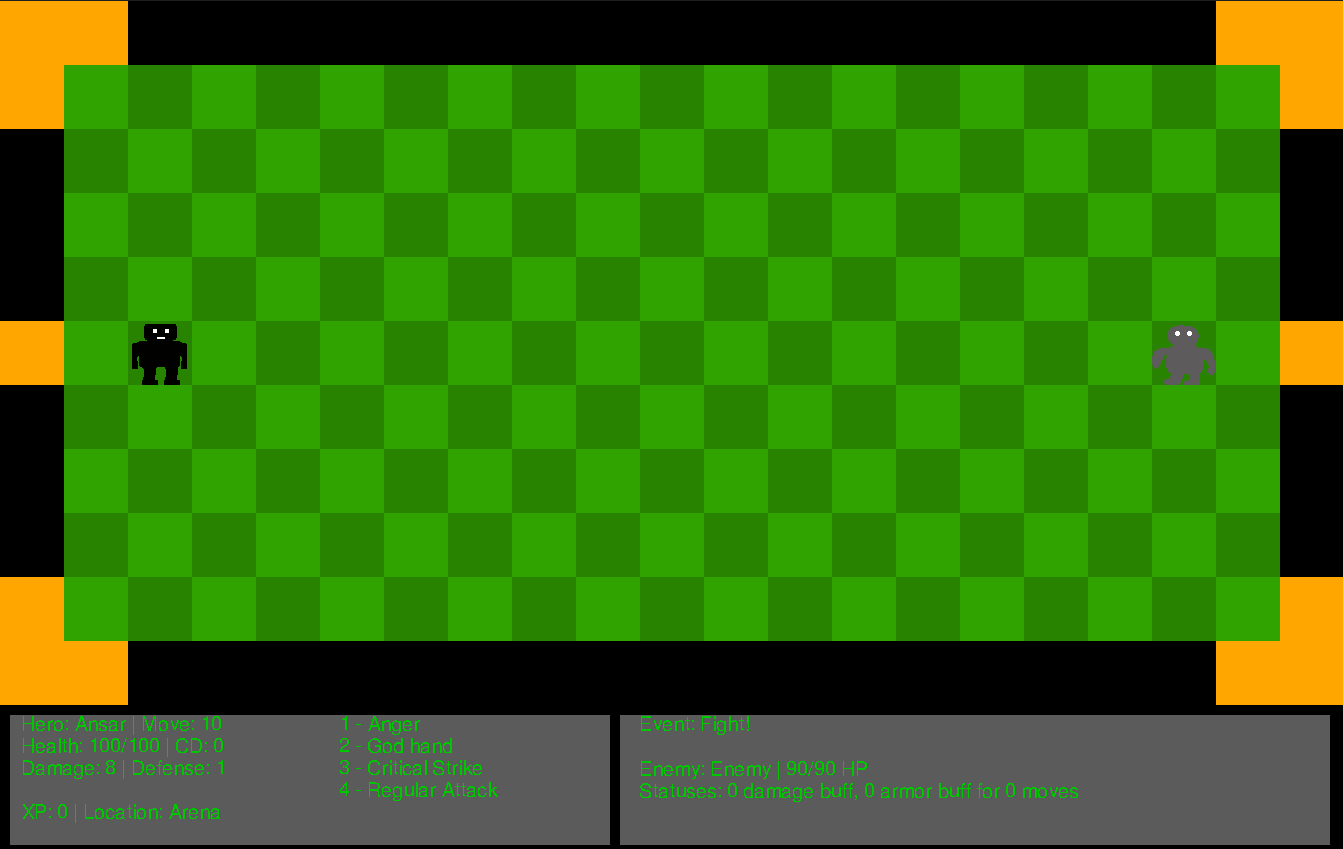 Hero: Ansar | Move: 10
Health: 100/100 | CD: 0
Damage: 8 | Defense: 1
XP: 0 | Location: Arena
1 - Anger
2 - God hand
3 - Critical Strike
4 - Regular Attack
Event: Fight!
Enemy: Enemy | 90/90 HP
Statuses: 0 damage buff, 0 armor buff for 0 moves